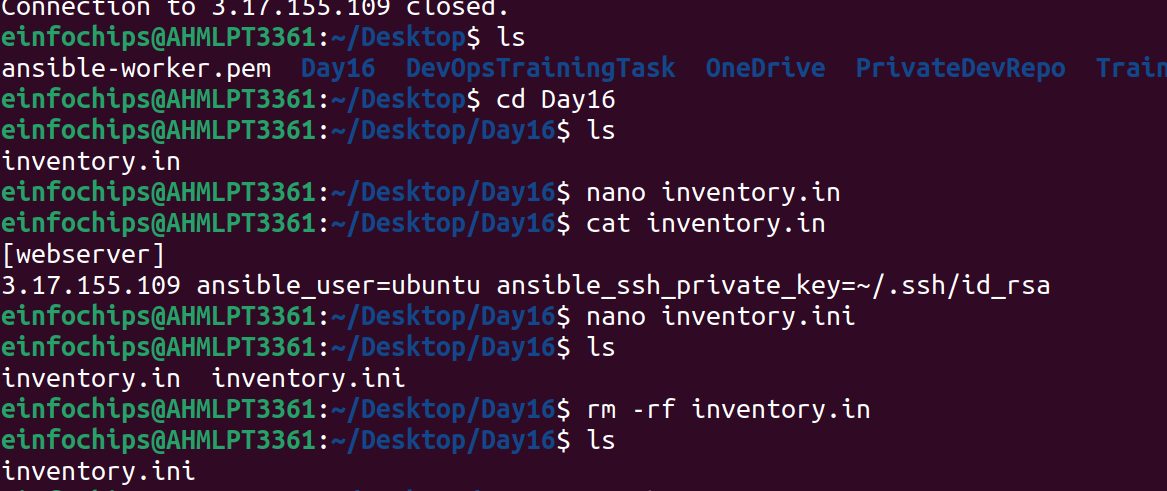 Connection to 3.17.155.109 closed.
einfochips@AHMLPT3361:~/Desktop$ ls
ansible-worker.pem  Day16  DevOpsTrainingTask  OneDrive  PrivateDevRepo  Train
einfochips@AHMLPT3361:~/Desktop$ cd Day16
einfochips@AHMLPT3361:~/Desktop/Day16$ ls
inventory.in
einfochips@AHMLPT3361:~/Desktop/Day16$ nano inventory.in
einfochips@AHMLPT3361:~/Desktop/Day16$ cat inventory.in
[webserver]
3.17.155.109 ansible_user=ubuntu ansible_ssh_private_key=~/.ssh/id_rsa
einfochips@AHMLPT3361:~/Desktop/Day16$ nano inventory.ini
einfochips@AHMLPT3361:~/Desktop/Day16$ ls
inventory.in  inventory.ini
einfochips@AHMLPT3361:~/Desktop/Day16$ rm -rf inventory.in
einfochips@AHMLPT3361:~/Desktop/Day16$ ls
inventory.ini